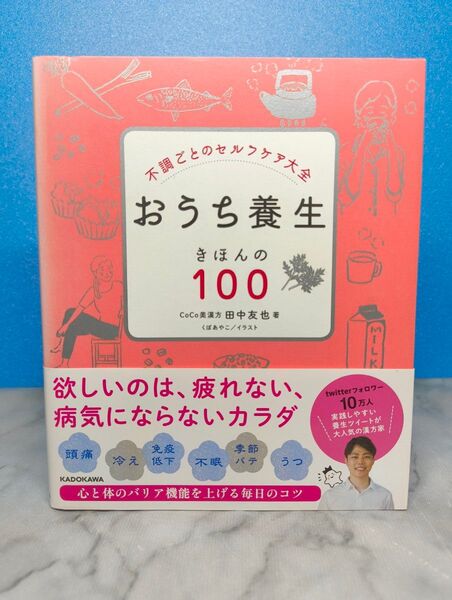 不調ごとのセルフケア大全
おうち養生
きほんの
100
CoCo美漢方 田中友也 著
くぼあやこ/イラスト
MILK
欲しいのは、疲れない、
病気にならないカラダ
twitterフォロワー
10万人
実践しやすい
養生ツイートが
大人気の漢方家
頭痛
冷え
免疫
低下
不眠
季節
バテ
うつ
KADOKAWA
心と体のバリア機能を上げる毎日のコツ